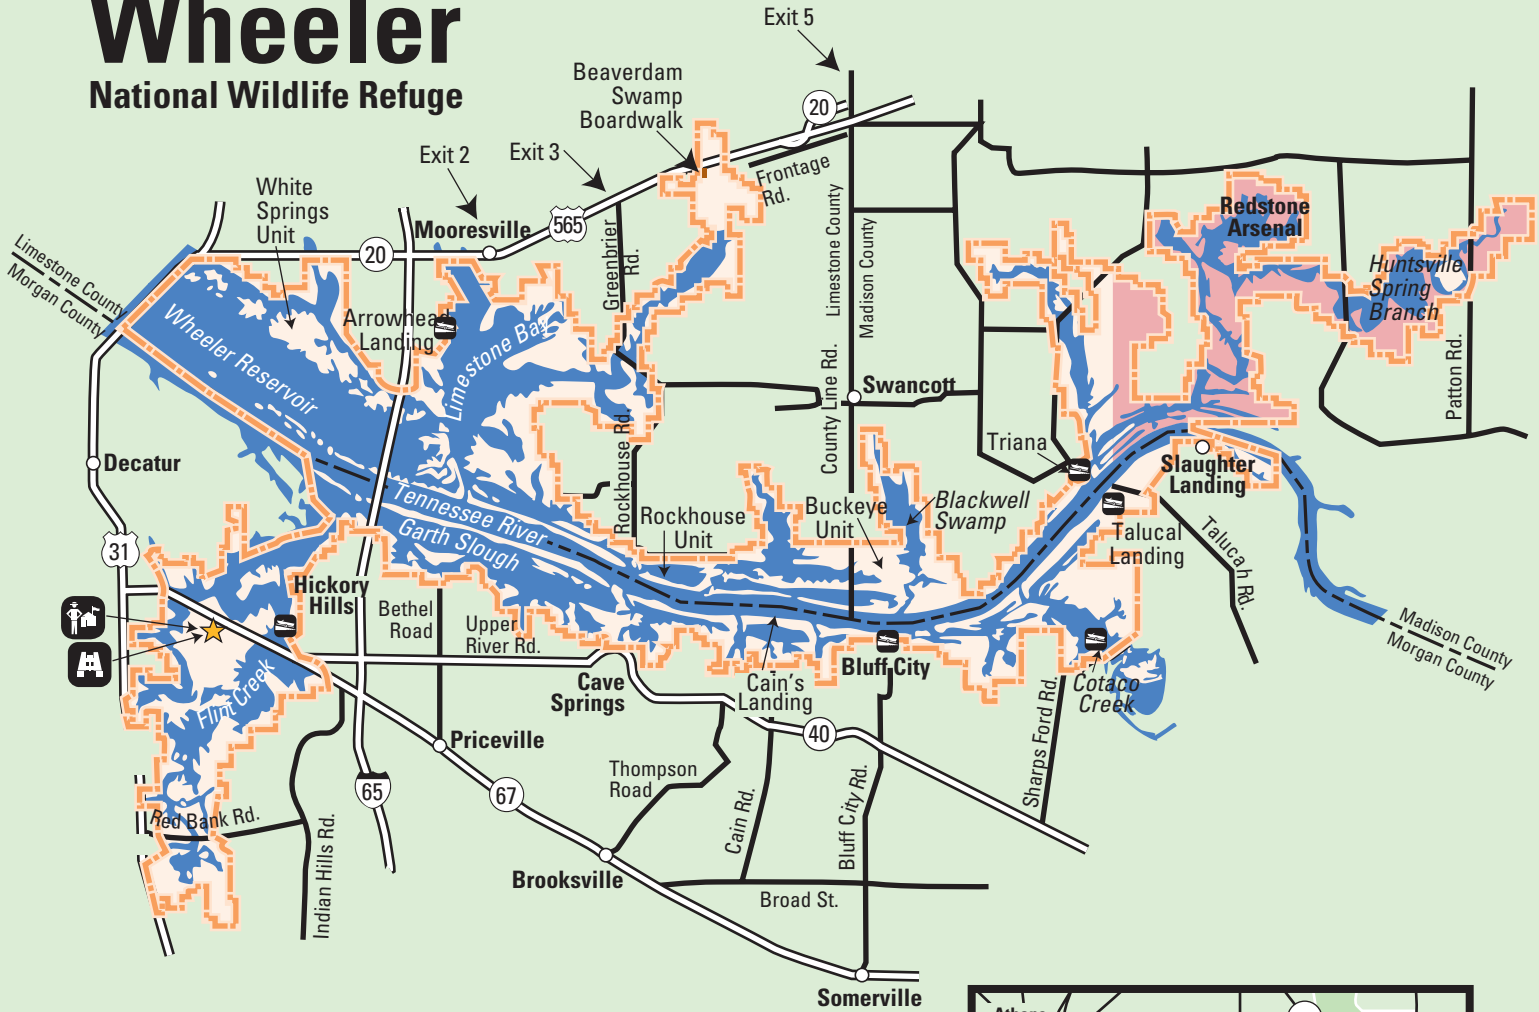 Wheeler
National Wildlife Refuge
Exit 5
Beaverdam
Swamp
Boardwalk
20
Exit 2
Exit 3
Frontage
Rd.
White
Springs
Unit
Mooresville
565
20
Greenbrier
Rd.
Limestone County
Madison County
Redstone
Arsenal
Huntsville
Spring
Branch
Limestone County
Morgan County
Wheeler Reservoir
Arrowhead
Landing
Limestone Bay
Patton Rd.
County Line Rd.
Swancott
Rockhouse Rd.
Triana
Slaughter
Landing
Decatur
Tennessee River
Garth Slough
Rockhouse
Unit
Buckeye
Unit
Blackwell
Swamp
Talucal
Landing
Talucah Rd.
31
Hickory
Hills
Bethel
Road
Upper
River Rd.
Madison County
Morgan County
Flint Creek
Cave
Springs
Cain's
Landing
Bluff City
Cotaco
Creek
Priceville
40
Sharps Ford Rd.
65
67
Thompson
Road
Cain Rd.
Bluff City Rd.
Red Bank Rd.
Indian Hills Rd.
Brooksville
Broad St.
Somerville